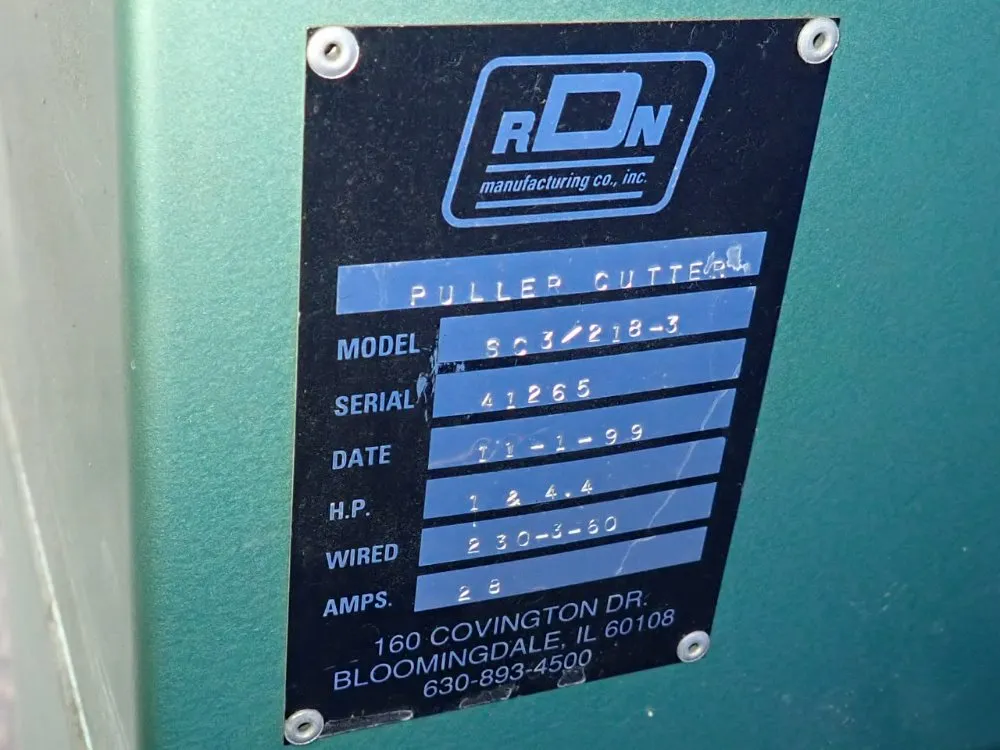 RDN
manufacturing co., inc.
PULLER CUTTER
MODEL SC3/218-3
SERIAL 41265
DATE 11-1-99
H.P. 1 & 4.4
WIRED 230-3-60
AMPS. 28
160 COVINGTON DR.
BLOOMINGDALE, IL 60108
630-893-4500